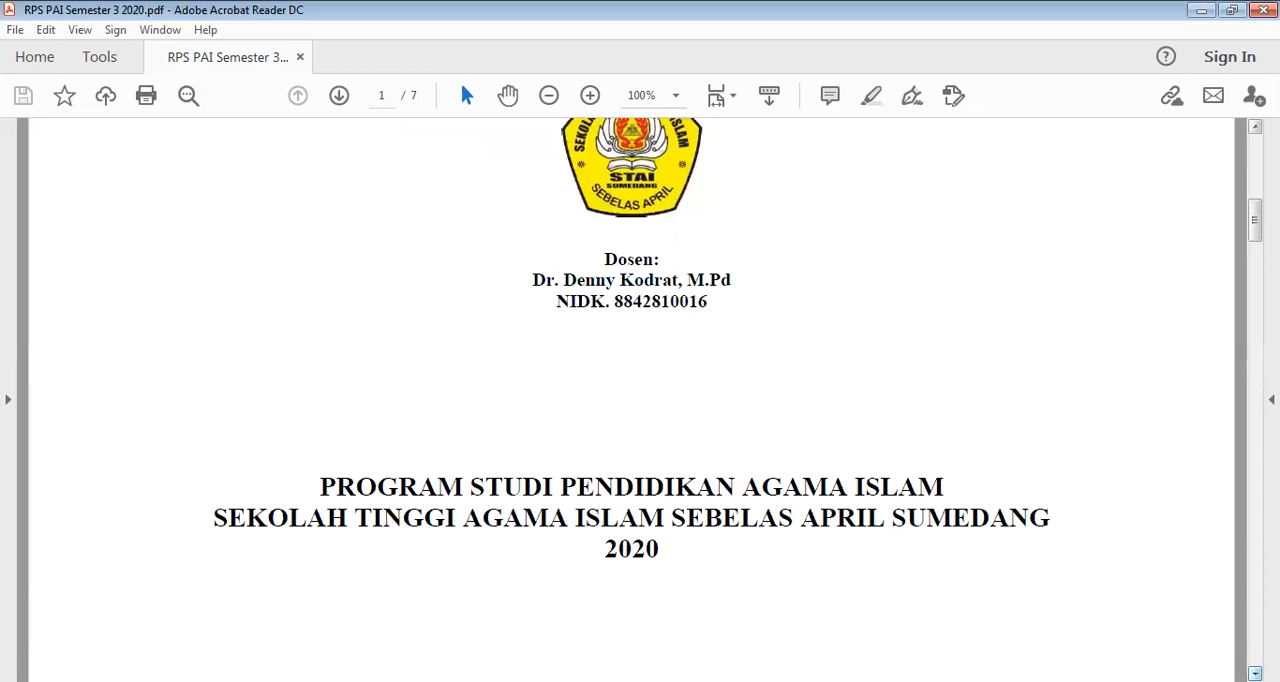 RPS PAI Semester 3 2020.pdf - Adobe Acrobat Reader DC
File Edit View Sign Window Help
Home Tools RPS PAI Semester 3... × Sign In
1 / 7 100%
STAI
SUMEDANG
SEBELAS APRIL
Dosen:
Dr. Denny Kodrat, M.Pd
NIDK. 8842810016
PROGRAM STUDI PENDIDIKAN AGAMA ISLAM
SEKOLAH TINGGI AGAMA ISLAM SEBELAS APRIL SUMEDANG
2020